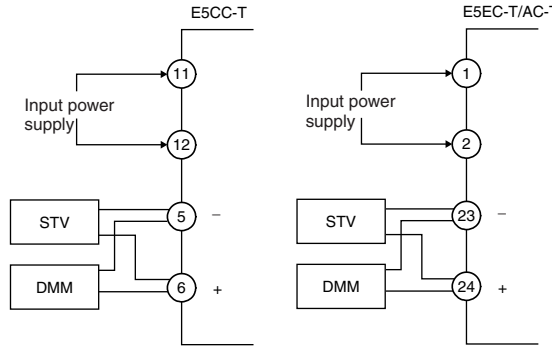 E5CC-T
11
Input power
supply
12
STV
5
−
DMM
6
+
E5EC-T/AC-T
1
Input power
supply
2
STV
23
−
DMM
24
+